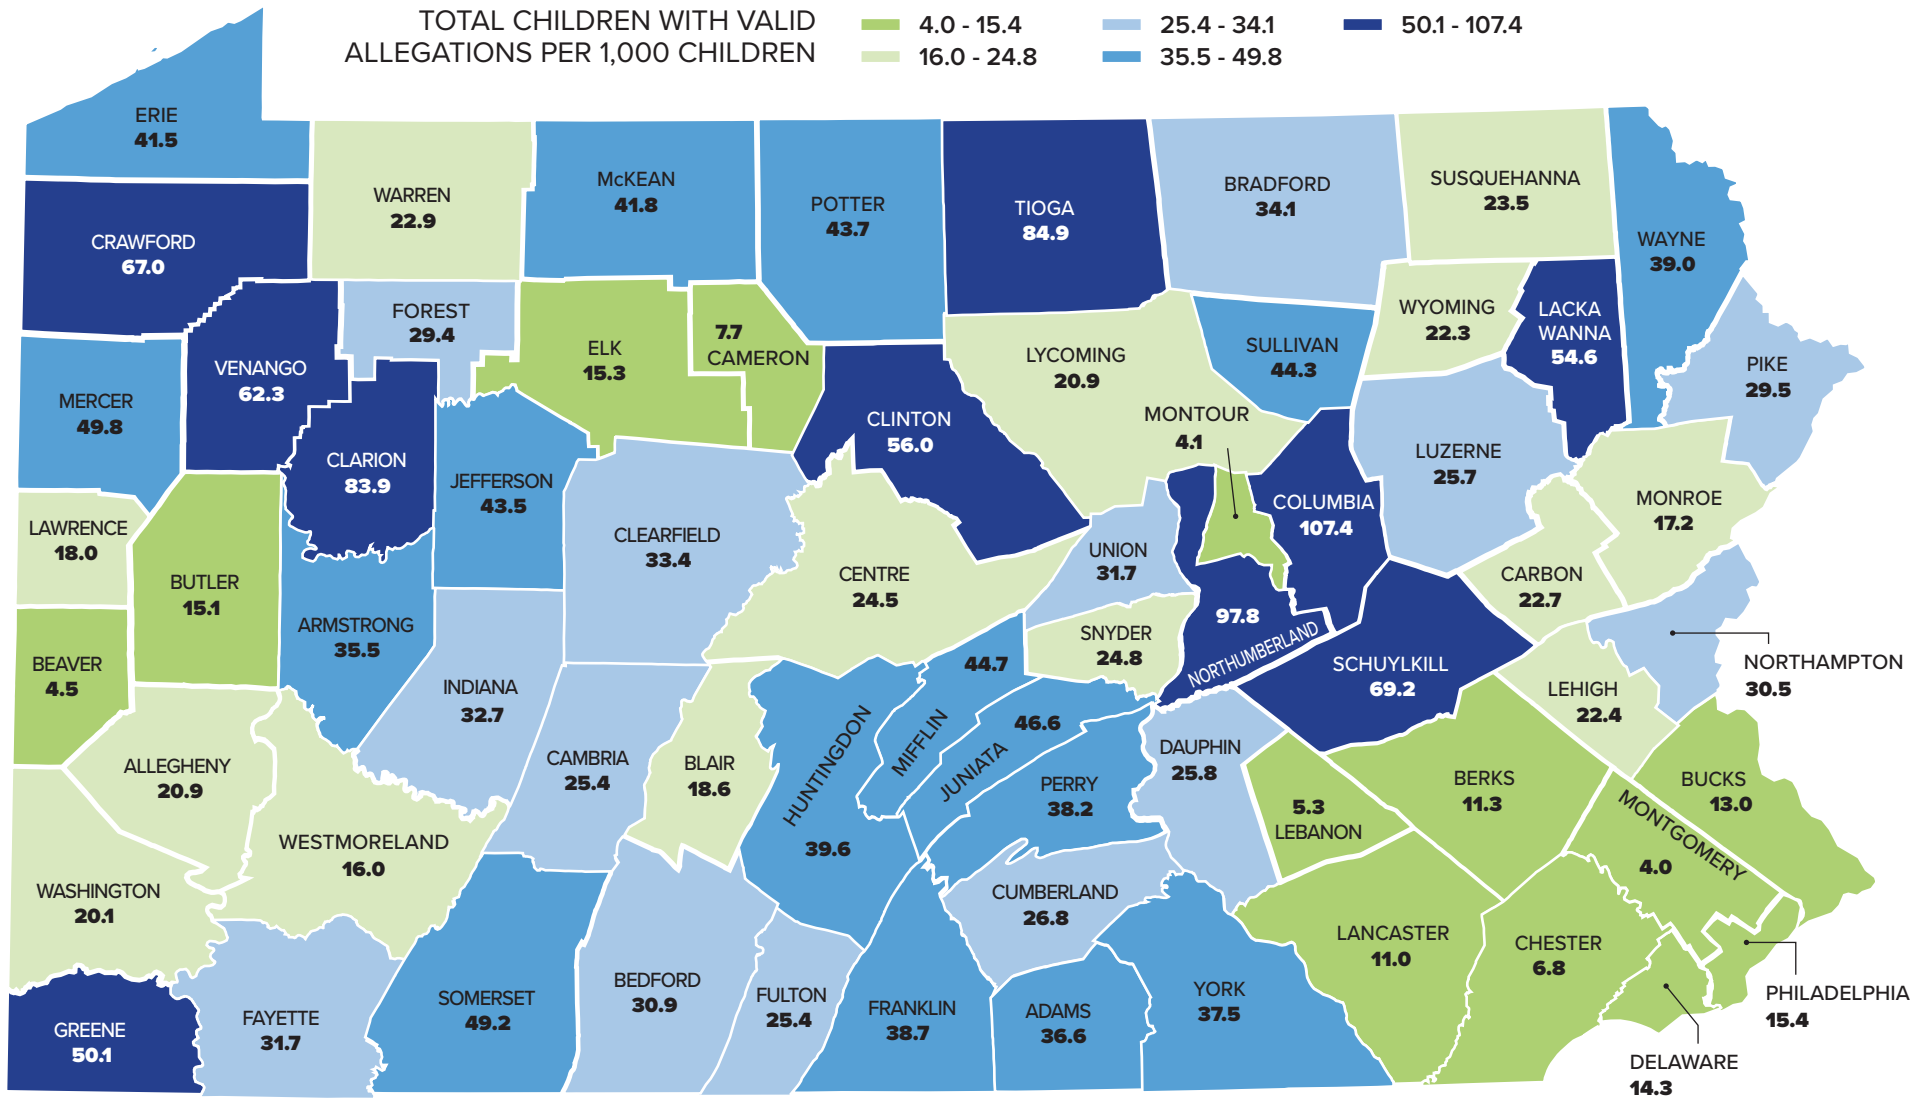 TOTAL CHILDREN WITH VALID
ALLEGATIONS PER 1,000 CHILDREN
4.0 - 15.4
16.0 - 24.8
25.4 - 34.1
35.5 - 49.8
50.1 - 107.4
ERIE
41.5
CRAWFORD
67.0
WARREN
22.9
McKEAN
41.8
POTTER
43.7
TIOGA
84.9
BRADFORD
34.1
SUSQUEHANNA
23.5
WAYNE
39.0
FOREST
29.4
VENANGO
62.3
MERCER
49.8
ELK
15.3
7.7
CAMERON
LYCOMING
20.9
SULLIVAN
44.3
WYOMING
22.3
LACKA
WANNA
54.6
PIKE
29.5
CLINTON
56.0
MONTOUR
4.1
CLARION
83.9
JEFFERSON
43.5
LUZERNE
25.7
COLUMBIA
107.4
MONROE
17.2
LAWRENCE
18.0
BUTLER
15.1
CLEARFIELD
33.4
CENTRE
24.5
UNION
31.7
CARBON
22.7
ARMSTRONG
35.5
BEAVER
4.5
SNYDER
24.8
97.8
NORTHUMBERLAND
SCHUYLKILL
69.2
NORTHAMPTON
30.5
LEHIGH
22.4
INDIANA
32.7
44.7
MIFFLIN
46.6
JUNIATA
HUNTINGDON
39.6
ALLEGHENY
20.9
CAMBRIA
25.4
BLAIR
18.6
PERRY
38.2
DAUPHIN
25.8
5.3
LEBANON
BERKS
11.3
BUCKS
13.0
MONTGOMERY
4.0
WESTMORELAND
16.0
WASHINGTON
20.1
CUMBERLAND
26.8
LANCASTER
11.0
CHESTER
6.8
PHILADELPHIA
15.4
DELAWARE
14.3
GREENE
50.1
FAYETTE
31.7
SOMERSET
49.2
BEDFORD
30.9
FULTON
25.4
FRANKLIN
38.7
ADAMS
36.6
YORK
37.5